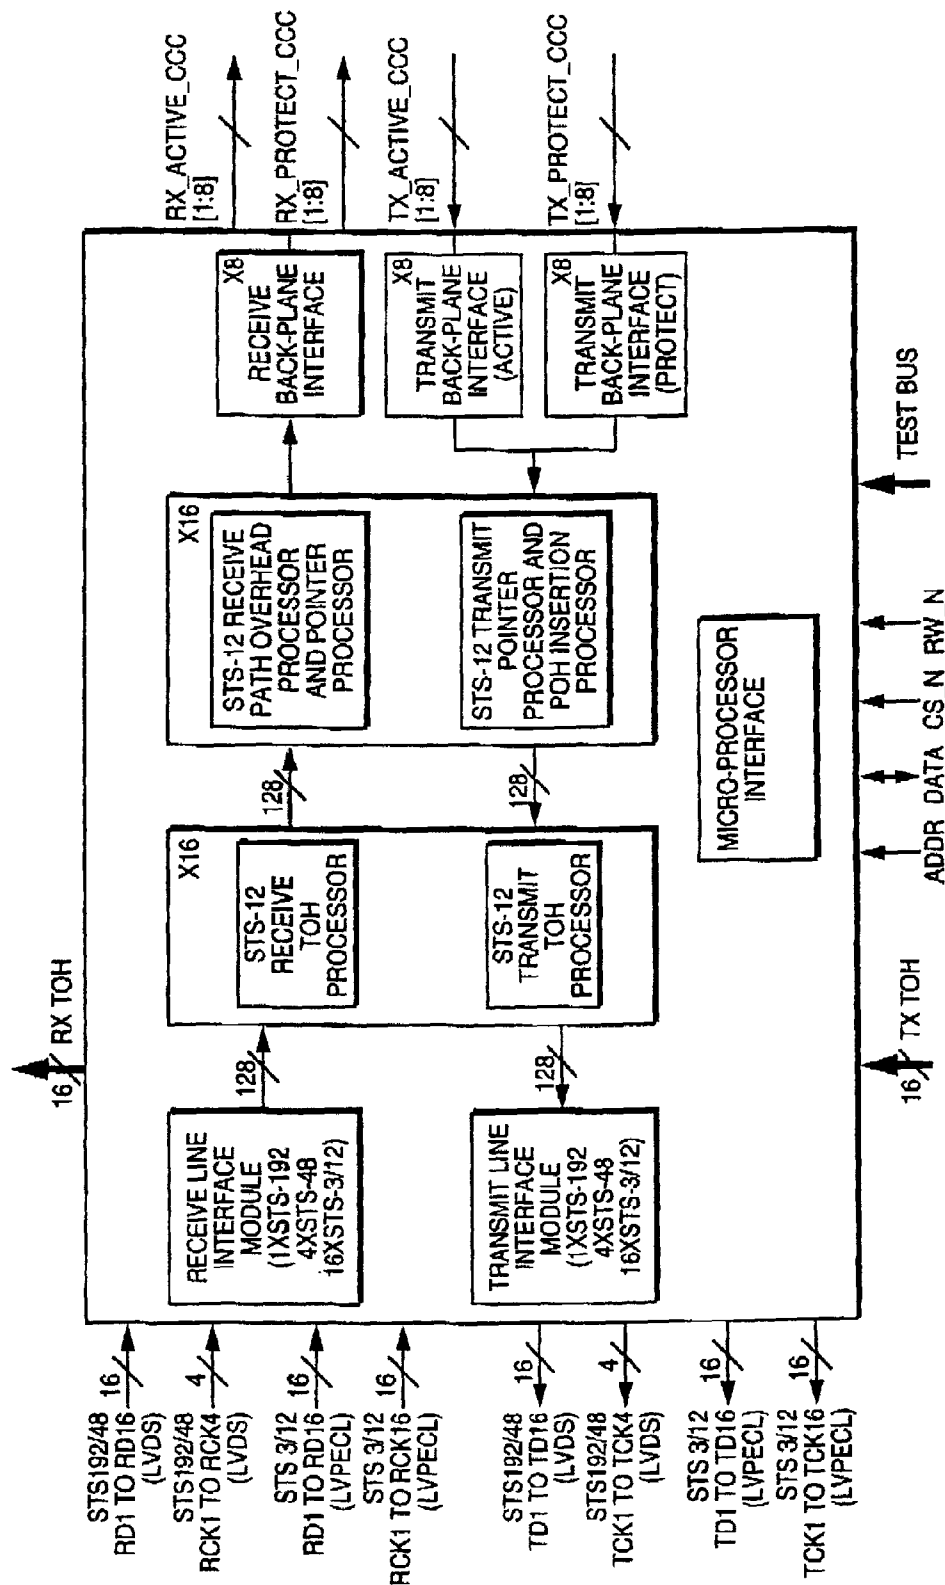 STS192/48
RD1 TO RD16
(LVDS)
16
STS192/48
RCK1 TO RCK4
(LVDS)
4
STS 3/12
RD1 TO RD16
(LVPECL)
16
STS 3/12
RCK1 TO RCK16
(LVPECL)
16
STS192/48
TD1 TO TD16
(LVDS)
16
STS192/48
TCK1 TO TCK4
(LVDS)
4
STS 3/12
TD1 TO TD16
(LVPECL)
16
STS 3/12
TCK1 TO TCK16
(LVPECL)
16
RECEIVE LINE
INTERFACE
MODULE
(1XSTS-192
4XSTS-48
16XSTS-3/12)
TRANSMIT LINE
INTERFACE
MODULE
(1XSTS-192
4XSTS-48
16XSTS-3/12)
128
128
16
RX TOH
16
TX TOH
X16
STS-12
RECEIVE
TOH
PROCESSOR
STS-12
TRANSMIT
TOH
PROCESSOR
128
128
X16
STS-12 RECEIVE
PATH OVERHEAD
PROCESSOR
AND POINTER
PROCESSOR
STS-12 TRANSMIT
POINTER
PROCESSOR AND
POH INSERTION
PROCESSOR
MICRO-PROCESSOR
INTERFACE
ADDR DATA CS_N RW_N
TEST BUS
X8
RECEIVE
BACK-PLANE
INTERFACE
X8
TRANSMIT
BACK-PLANE
INTERFACE
(ACTIVE)
X8
TRANSMIT
BACK-PLANE
INTERFACE
(PROTECT)
RX_ACTIVE_CCC
[1:8]
RX_PROTECT_CCC
[1:8]
TX_ACTIVE_CCC
[1:8]
TX_PROTECT_CCC
[1:8]